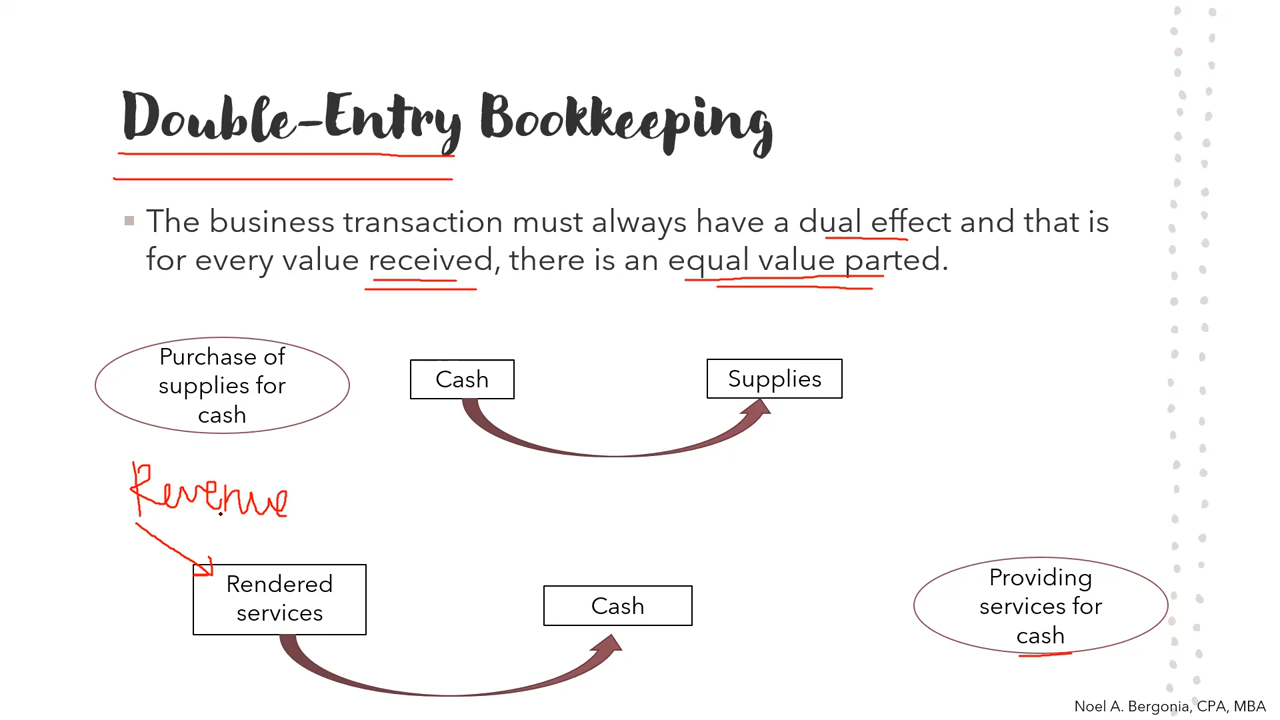 Double-Entry Bookkeeping
▪ The business transaction must always have a dual effect and that is
for every value received, there is an equal value parted.
Purchase of
supplies for
cash
Cash
Supplies
Revenue
Rendered
services
Cash
Providing
services for
cash
Noel A. Bergonia, CPA, MBA